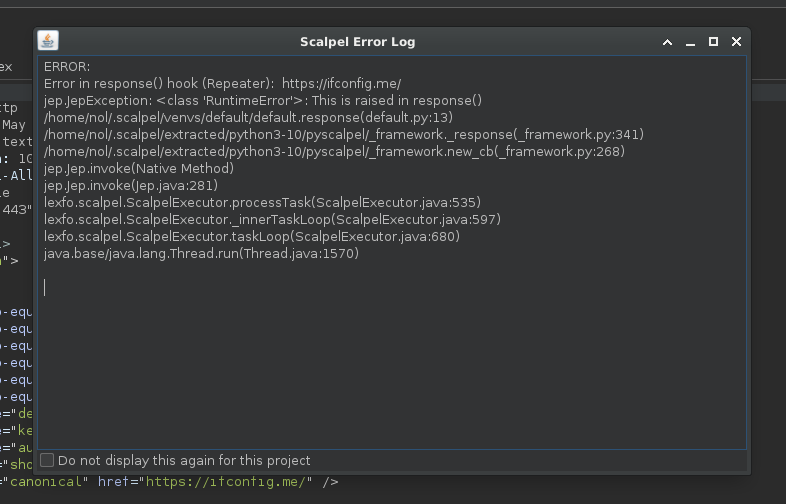 Scalpel Error Log
ex
ERROR:
Error in response() hook (Repeater):  https://ifconfig.me/
jep.JepException: <class 'RuntimeError'>: This is raised in response()
/home/nol/.scalpel/venvs/default/default.response(default.py:13)
/home/nol/.scalpel/extracted/python3-10/pyscalpel/_framework._response(_framework.py:341)
/home/nol/.scalpel/extracted/python3-10/pyscalpel/_framework.new_cb(_framework.py:268)
jep.Jep.invoke(Native Method)
jep.Jep.invoke(Jep.java:281)
lexfo.scalpel.ScalpelExecutor.processTask(ScalpelExecutor.java:535)
lexfo.scalpel.ScalpelExecutor._innerTaskLoop(ScalpelExecutor.java:597)
lexfo.scalpel.ScalpelExecutor.taskLoop(ScalpelExecutor.java:680)
java.base/java.lang.Thread.run(Thread.java:1570)
ttp
May
text
: 10
-All
le
443"
>
">
o-equ
o-equ
o-equ
o-equ
o-equ
o-equ
="de
="ke
="au
="sho
Do not display this again for this project
="canonical" href="https://ifconfig.me/" />